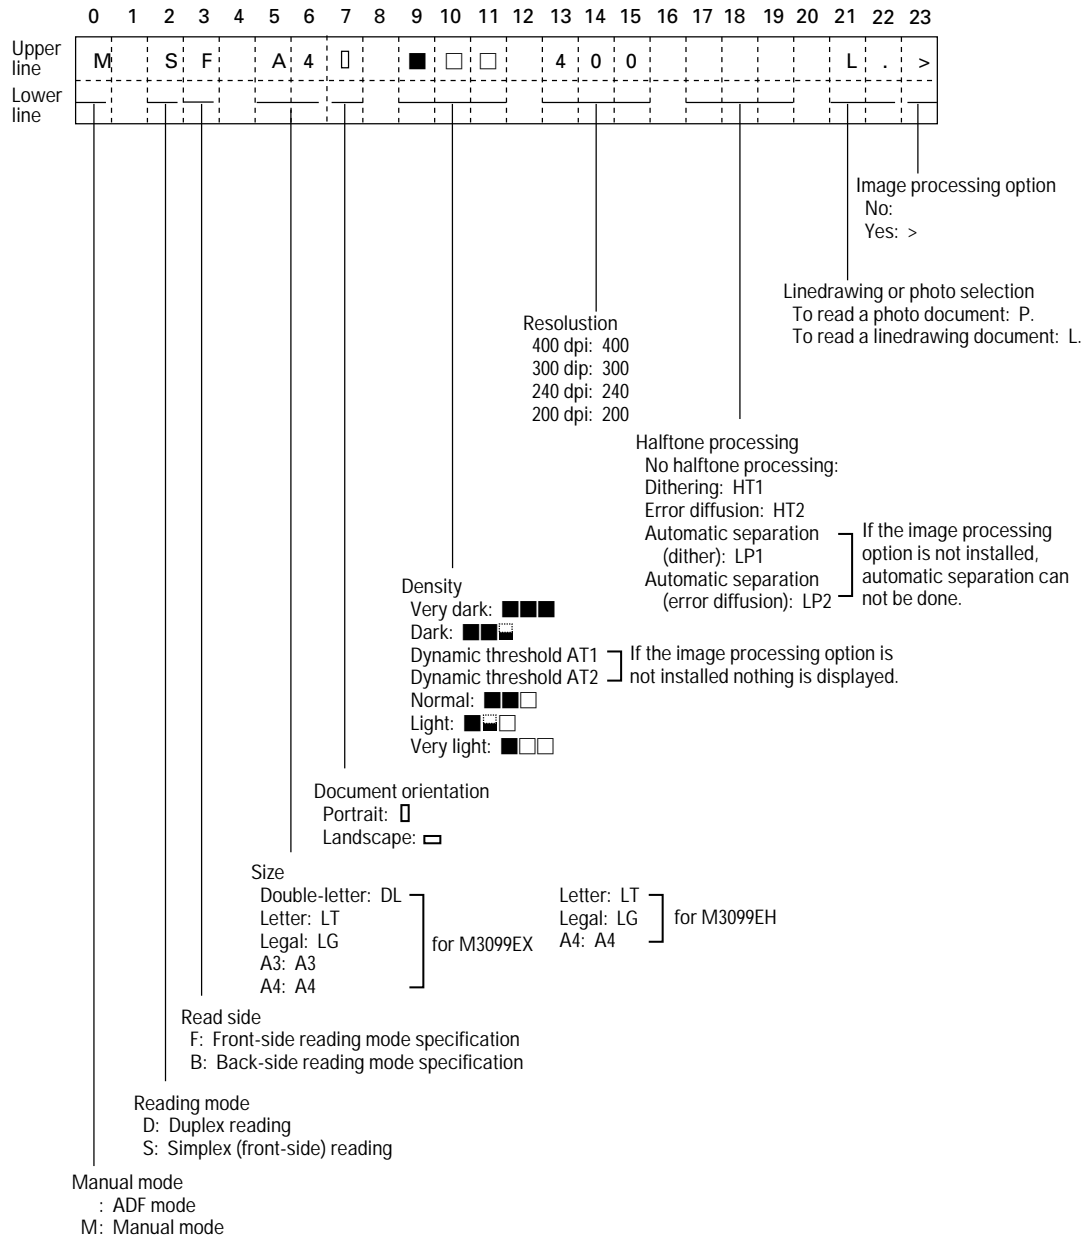 0 1 2 3 4 5 6 7 8 9 10 11 12 13 14 15 16 17 18 19 20 21 22 23
Upper line
M S F A 4 ▯ ■ □ □ 4 0 0 L . >
Lower line
Image processing option
No:
Yes: >
Linedrawing or photo selection
To read a photo document: P.
To read a linedrawing document: L.
Resolustion
400 dpi: 400
300 dip: 300
240 dpi: 240
200 dpi: 200
Halftone processing
No halftone processing:
Dithering: HT1
Error diffusion: HT2
Automatic separation
(dither): LP1
Automatic separation
(error diffusion): LP2
If the image processing
option is not installed,
automatic separation can
not be done.
Density
Very dark: ■■■
Dark: ■■⬓
Dynamic threshold AT1
Dynamic threshold AT2
If the image processing option is
not installed nothing is displayed.
Normal: ■■□
Light: ■⬓□
Very light: ■□□
Document orientation
Portrait: ▯
Landscape: ▭
Size
Double-letter: DL
Letter: LT
Legal: LG
A3: A3
A4: A4
for M3099EX
Letter: LT
Legal: LG
A4: A4
for M3099EH
Read side
F: Front-side reading mode specification
B: Back-side reading mode specification
Reading mode
D: Duplex reading
S: Simplex (front-side) reading
Manual mode
: ADF mode
M: Manual mode